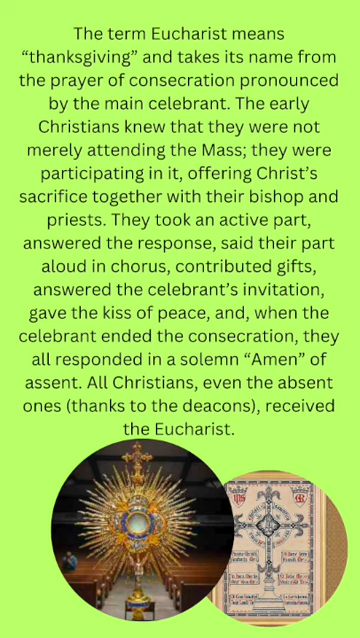 The term Eucharist means
“thanksgiving” and takes its name from
the prayer of consecration pronounced
by the main celebrant. The early
Christians knew that they were not
merely attending the Mass; they were
participating in it, offering Christ’s
sacrifice together with their bishop and
priests. They took an active part,
answered the response, said their part
aloud in chorus, contributed gifts,
answered the celebrant’s invitation,
gave the kiss of peace, and, when the
celebrant ended the consecration, they
all responded in a solemn “Amen” of
assent. All Christians, even the absent
ones (thanks to the deacons), received
the Eucharist.